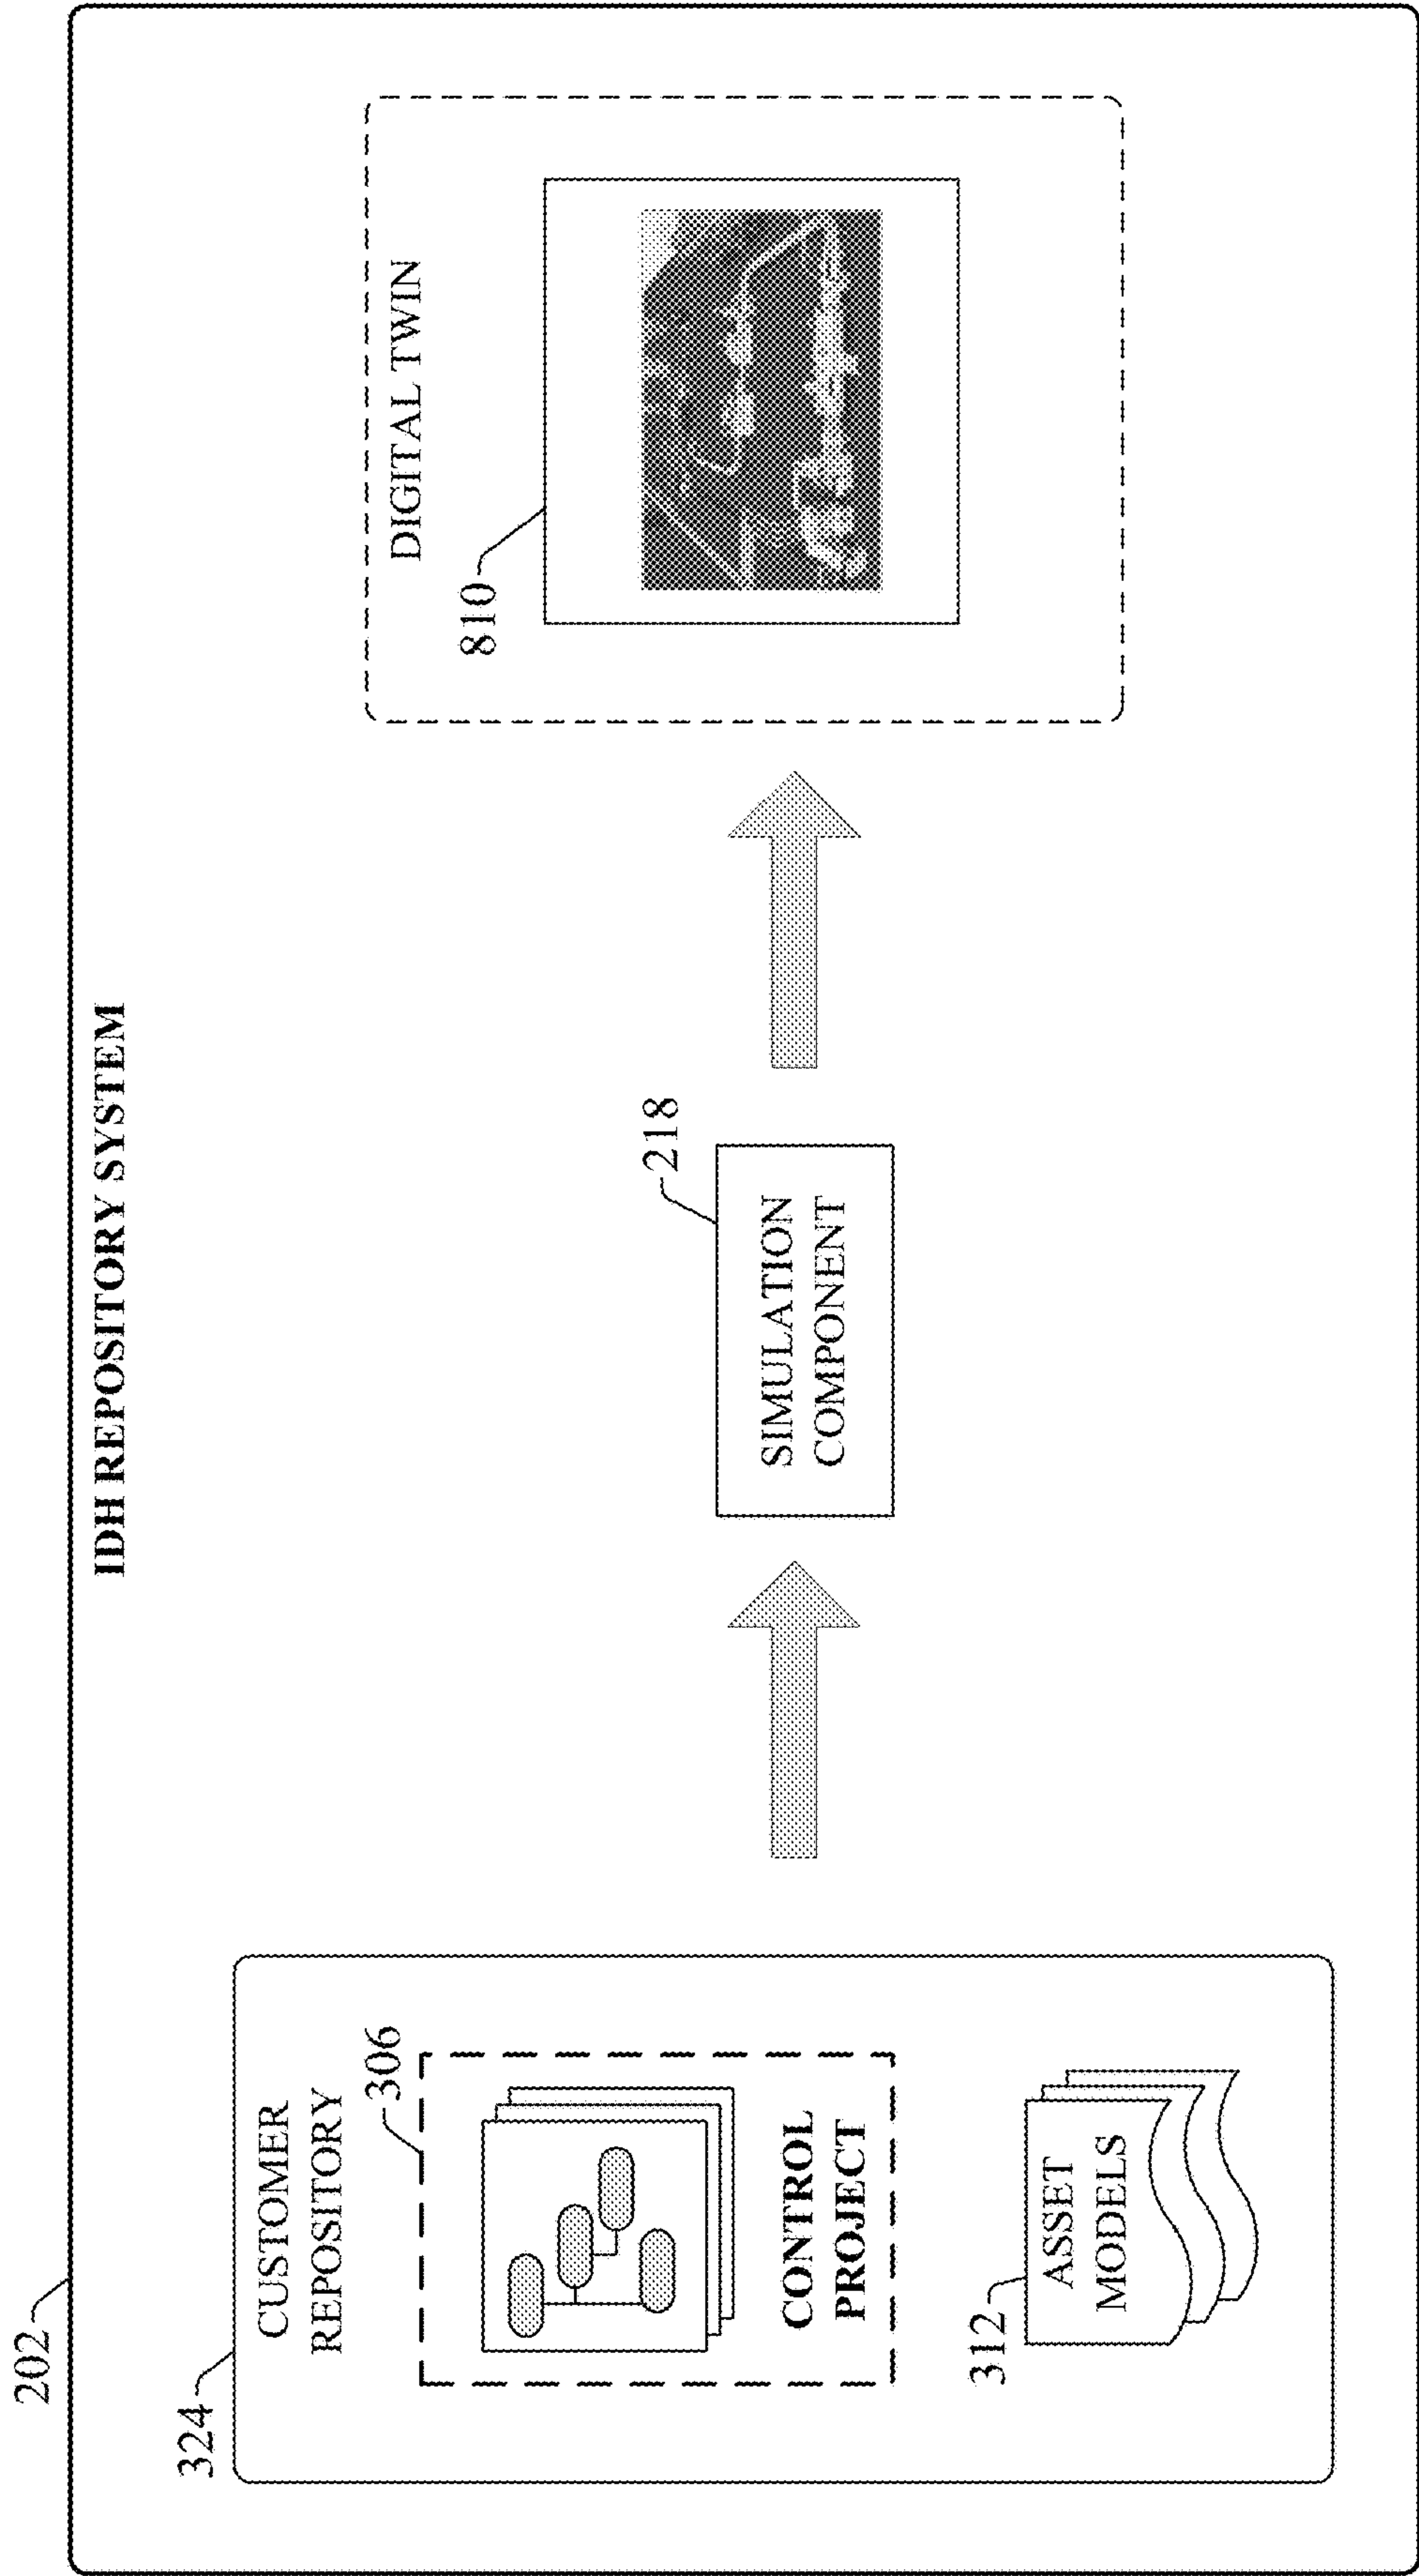 202
IDH REPOSITORY SYSTEM
324
CUSTOMER
REPOSITORY
306
CONTROL
PROJECT
312
ASSET
MODELS
218
SIMULATION
COMPONENT
DIGITAL TWIN
810